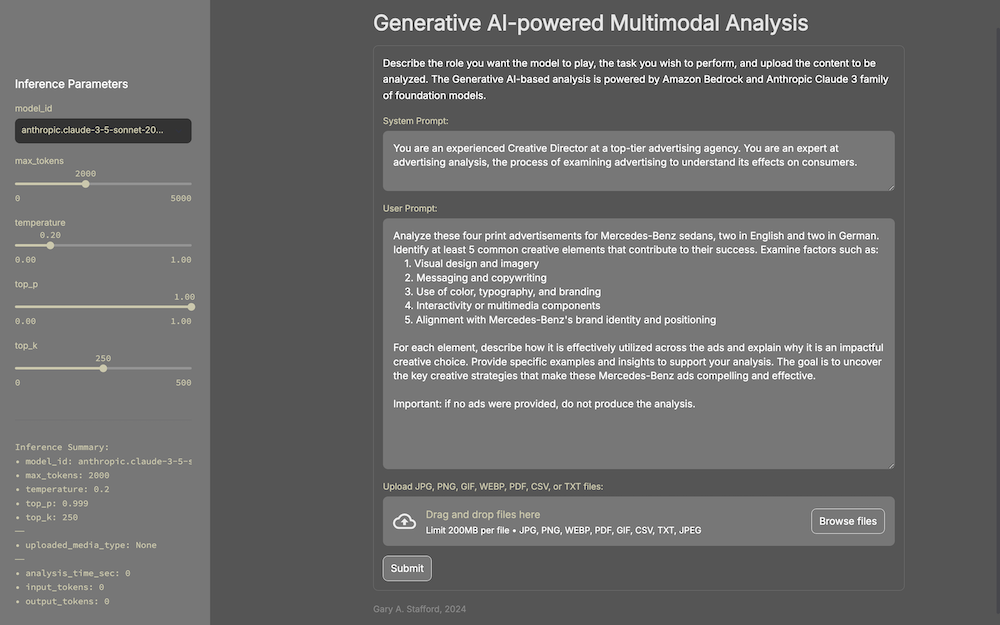 Generative AI-powered Multimodal Analysis
Inference Parameters
model_id
anthropic.claude-3-5-sonnet-20...
max_tokens
2000
0 5000
temperature
0.20
0.00 1.00
top_p
1.00
0.00 1.00
top_k
250
0 500
Inference Summary:
• model_id: anthropic.claude-3-5-s
• max_tokens: 2000
• temperature: 0.2
• top_p: 0.999
• top_k: 250
—
• uploaded_media_type: None
—
• analysis_time_sec: 0
• input_tokens: 0
• output_tokens: 0
Describe the role you want the model to play, the task you wish to perform, and upload the content to be
analyzed. The Generative AI-based analysis is powered by Amazon Bedrock and Anthropic Claude 3 family
of foundation models.
System Prompt:
You are an experienced Creative Director at a top-tier advertising agency. You are an expert at
advertising analysis, the process of examining advertising to understand its effects on consumers.
User Prompt:
Analyze these four print advertisements for Mercedes-Benz sedans, two in English and two in German.
Identify at least 5 common creative elements that contribute to their success. Examine factors such as:
1. Visual design and imagery
2. Messaging and copywriting
3. Use of color, typography, and branding
4. Interactivity or multimedia components
5. Alignment with Mercedes-Benz's brand identity and positioning
For each element, describe how it is effectively utilized across the ads and explain why it is an impactful
creative choice. Provide specific examples and insights to support your analysis. The goal is to uncover
the key creative strategies that make these Mercedes-Benz ads compelling and effective.
Important: if no ads were provided, do not produce the analysis.
Upload JPG, PNG, GIF, WEBP, PDF, CSV, or TXT files:
Drag and drop files here
Limit 200MB per file • JPG, PNG, WEBP, PDF, GIF, CSV, TXT, JPEG
Browse files
Submit
Gary A. Stafford, 2024